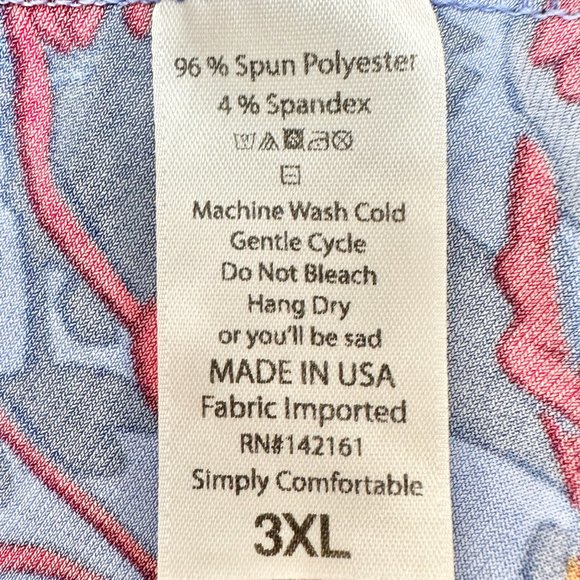 96 % Spun Polyester
4 % Spandex
Machine Wash Cold
Gentle Cycle
Do Not Bleach
Hang Dry
or you'll be sad
MADE IN USA
Fabric Imported
RN#142161
Simply Comfortable
3XL